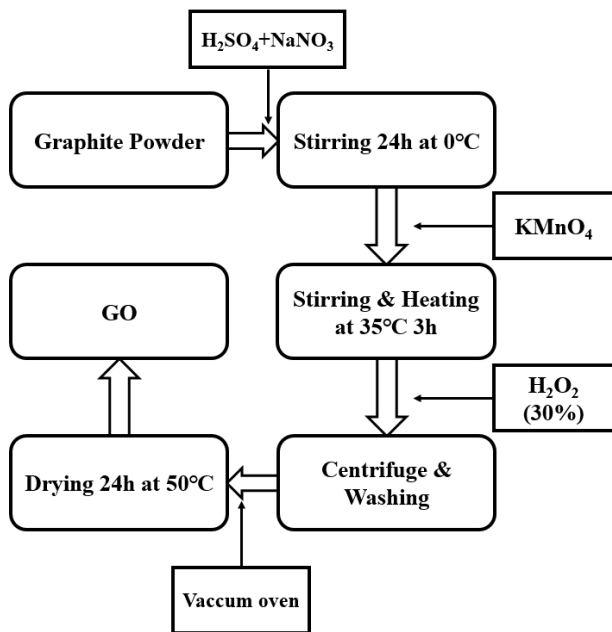 H₂SO₄+NaNO₃
Graphite Powder
Stirring 24h at 0°C
KMnO₄
Stirring & Heating
at 35°C 3h
H₂O₂
(30%)
Centrifuge &
Washing
Vaccum oven
Drying 24h at 50°C
GO